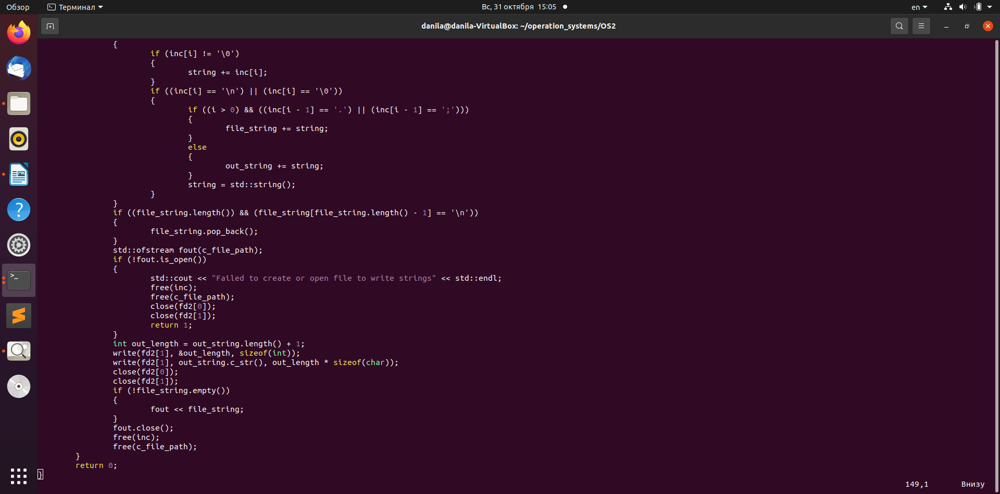 Обзор Терминал Вс, 31 октября 15:05 en
danila@danila-VirtualBox: ~/operation_systems/OS2
{
if (inc[i] != '\0')
{
string += inc[i];
}
if ((inc[i] == '\n') || (inc[i] == '\0'))
{
if ((i > 0) && ((inc[i - 1] == '.') || (inc[i - 1] == ';')))
{
file_string += string;
}
else
{
out_string += string;
}
string = std::string();
}
}
if ((file_string.length()) && (file_string[file_string.length() - 1] == '\n'))
{
file_string.pop_back();
}
std::ofstream fout(c_file_path);
if (!fout.is_open())
{
std::cout << "Failed to create or open file to write strings" << std::endl;
free(inc);
free(c_file_path);
close(fd2[0]);
close(fd2[1]);
return 1;
}
int out_length = out_string.length() + 1;
write(fd2[1], &out_length, sizeof(int));
write(fd2[1], out_string.c_str(), out_length * sizeof(char));
close(fd2[0]);
close(fd2[1]);
if (!file_string.empty())
{
fout << file_string;
}
fout.close();
free(inc);
free(c_file_path);
}
return 0;
}
149,1 Внизу